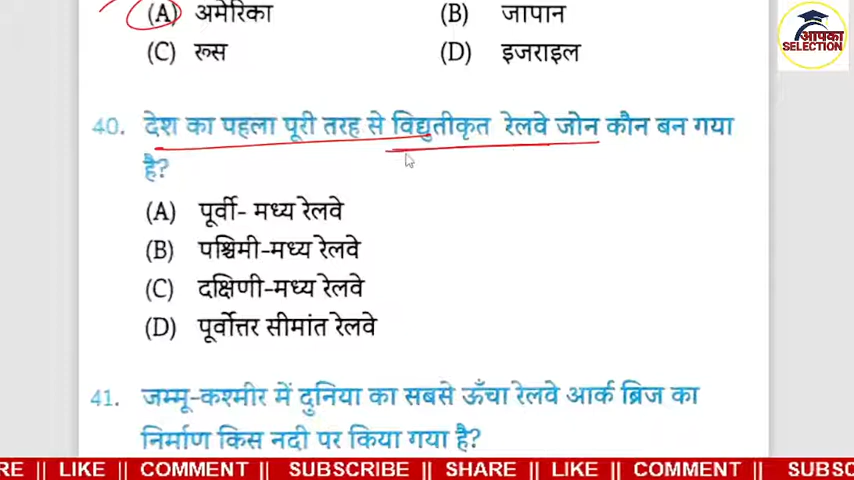 (A) अमेरिका (B) जापान
(C) रूस (D) इजराइल
आपका
SELECTION
40. देश का पहला पूरी तरह से विद्युतीकृत रेलवे जोन कौन बन गया
है?
(A) पूर्वी- मध्य रेलवे
(B) पश्चिमी-मध्य रेलवे
(C) दक्षिणी-मध्य रेलवे
(D) पूर्वोत्तर सीमांत रेलवे
41. जम्मू-कश्मीर में दुनिया का सबसे ऊँचा रेलवे आर्क ब्रिज का
निर्माण किस नदी पर किया गया है?
RE || LIKE || COMMENT || SUBSCRIBE || SHARE || LIKE || COMMENT || SUBSC